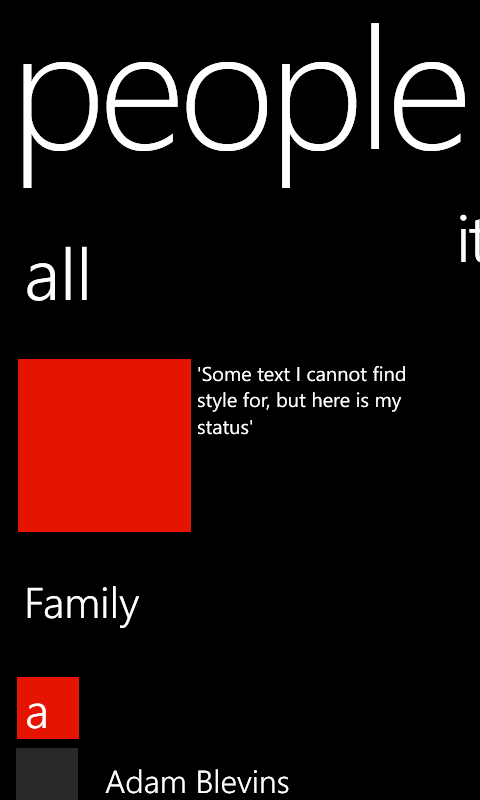 people
all
it
'Some text I cannot find
style for, but here is my
status'
Family
a
Adam Blevins